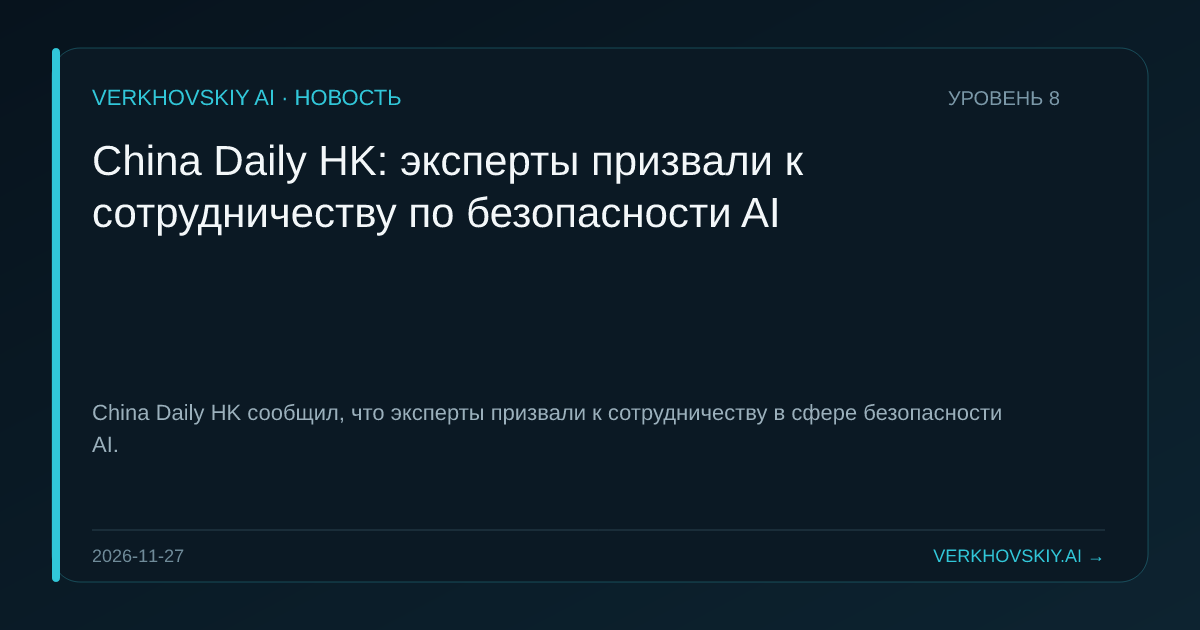 VERKHOVSKIY AI · НОВОСТЬ
УРОВЕНЬ 8
China Daily HK: эксперты призвали к
сотрудничеству по безопасности AI
China Daily HK сообщил, что эксперты призвали к сотрудничеству в сфере безопасности
AI.
2026-11-27
VERKHOVSKIY.AI →